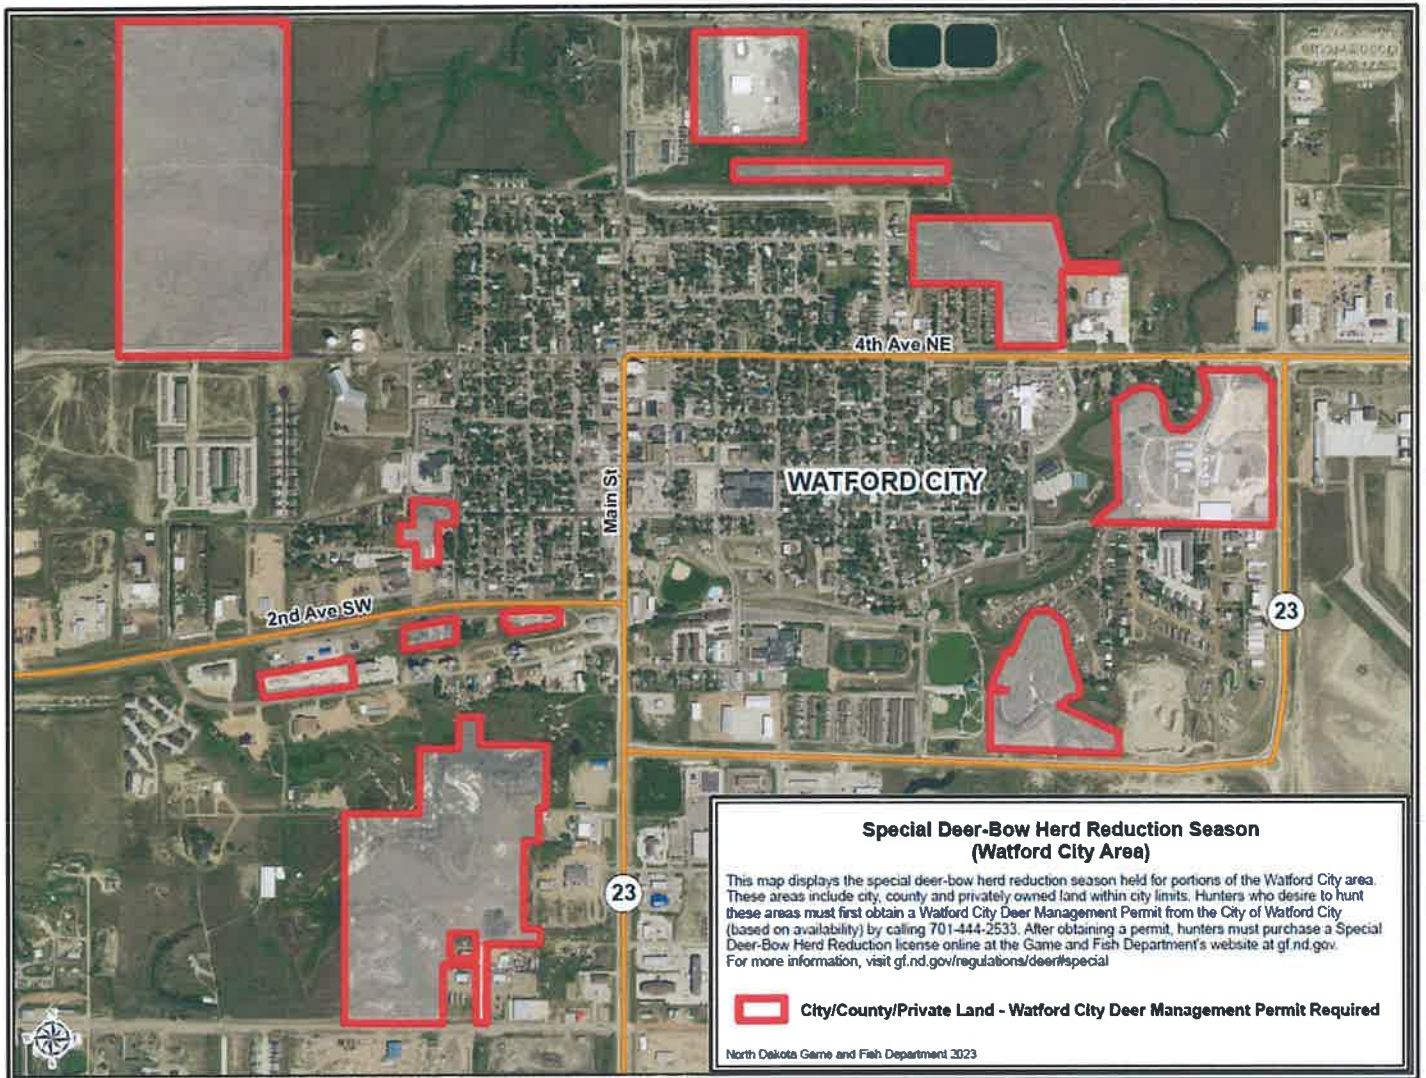 4th Ave NE
WATFORD CITY
Main St
2nd Ave SW
23
23
Special Deer-Bow Herd Reduction Season
(Watford City Area)
This map displays the special deer-bow herd reduction season held for portions of the Watford City area.
These areas include city, county and privately owned land within city limits. Hunters who desire to hunt
these areas must first obtain a Watford City Deer Management Permit from the City of Watford City
(based on availability) by calling 701-444-2533. After obtaining a permit, hunters must purchase a Special
Deer-Bow Herd Reduction license online at the Game and Fish Department's website at gf.nd.gov.
For more information, visit gf.nd.gov/regulations/deer#special
City/County/Private Land - Watford City Deer Management Permit Required
North Dakota Game and Fish Department 2023